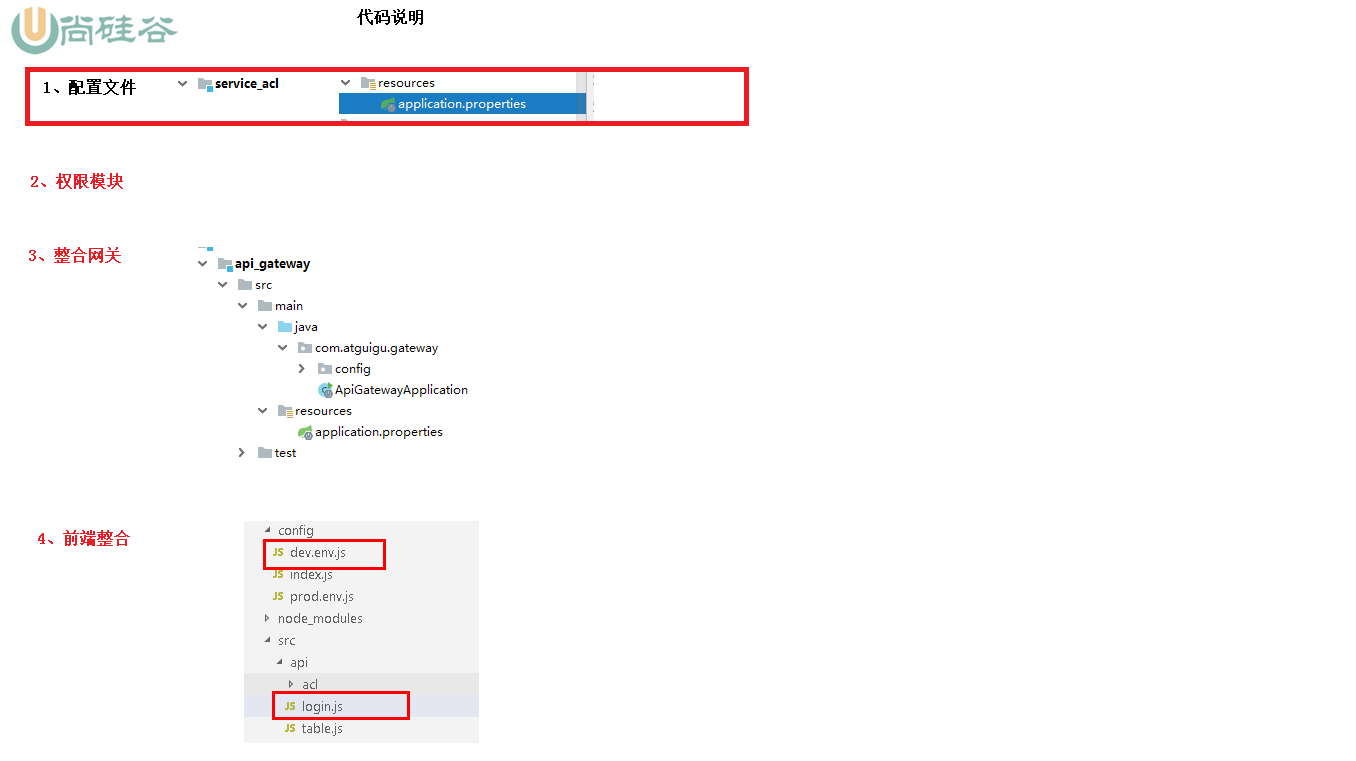 尚硅谷
代码说明
1、配置文件
service_acl
resources
application.properties
2、权限模块
3、整合网关
api_gateway
src
main
java
com.atguigu.gateway
config
ApiGatewayApplication
resources
application.properties
test
4、前端整合
config
JS dev.env.js
JS index.js
JS prod.env.js
node_modules
src
api
acl
JS login.js
JS table.js